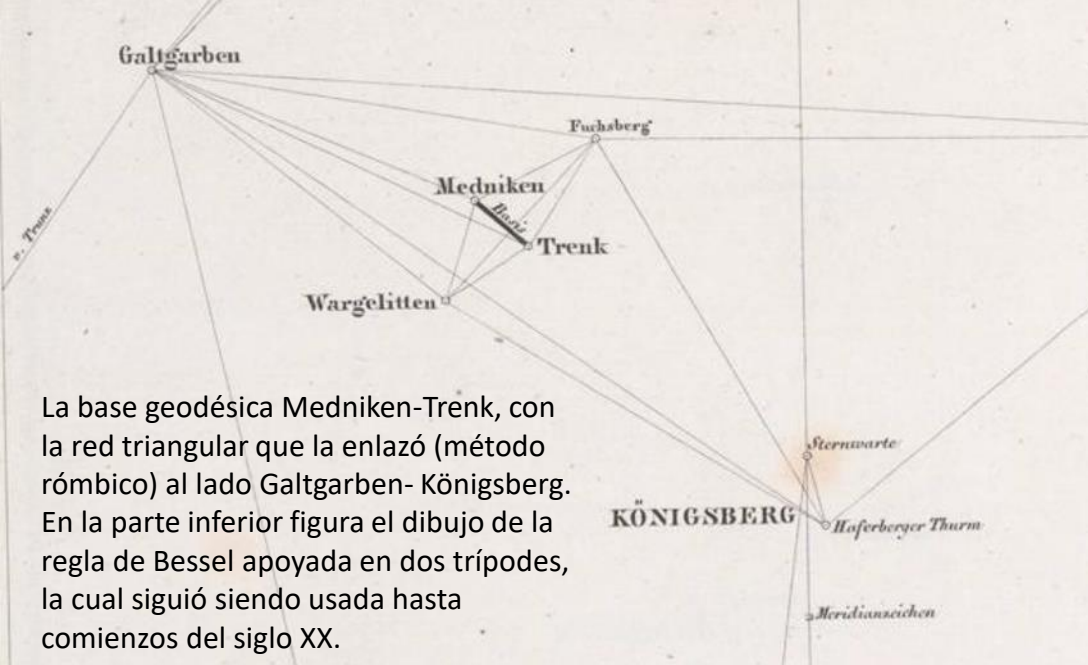 Galtgarben
Fuchsberg
Medniken
Basis
v. Trunz
Trenk
Wargelitten
La base geodésica Medniken-Trenk, con
la red triangular que la enlazó (método
rómbico) al lado Galtgarben- Königsberg.
En la parte inferior figura el dibujo de la
regla de Bessel apoyada en dos trípodes,
la cual siguió siendo usada hasta
comienzos del siglo XX.
Sternwarte
KÖNIGSBERG
Haferberger Thurm
Meridianzeichen